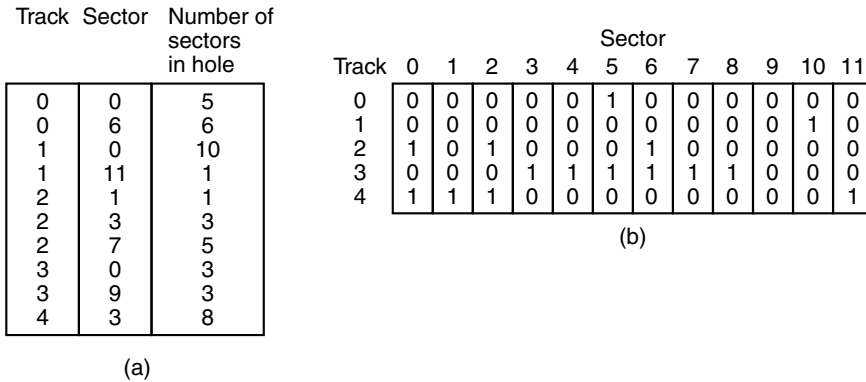 Track Sector Number of
sectors
in hole
0 0 5
0 6 6
1 0 10
1 11 1
2 1 1
2 3 3
2 7 5
3 0 3
3 9 3
4 3 8
(a)
Sector
Track 0 1 2 3 4 5 6 7 8 9 10 11
0 0 0 0 0 0 1 0 0 0 0 0 0
1 0 0 0 0 0 0 0 0 0 0 1 0
2 1 0 1 0 0 0 1 0 0 0 0 0
3 0 0 0 1 1 1 1 1 1 0 0 0
4 1 1 1 0 0 0 0 0 0 0 0 1
(b)